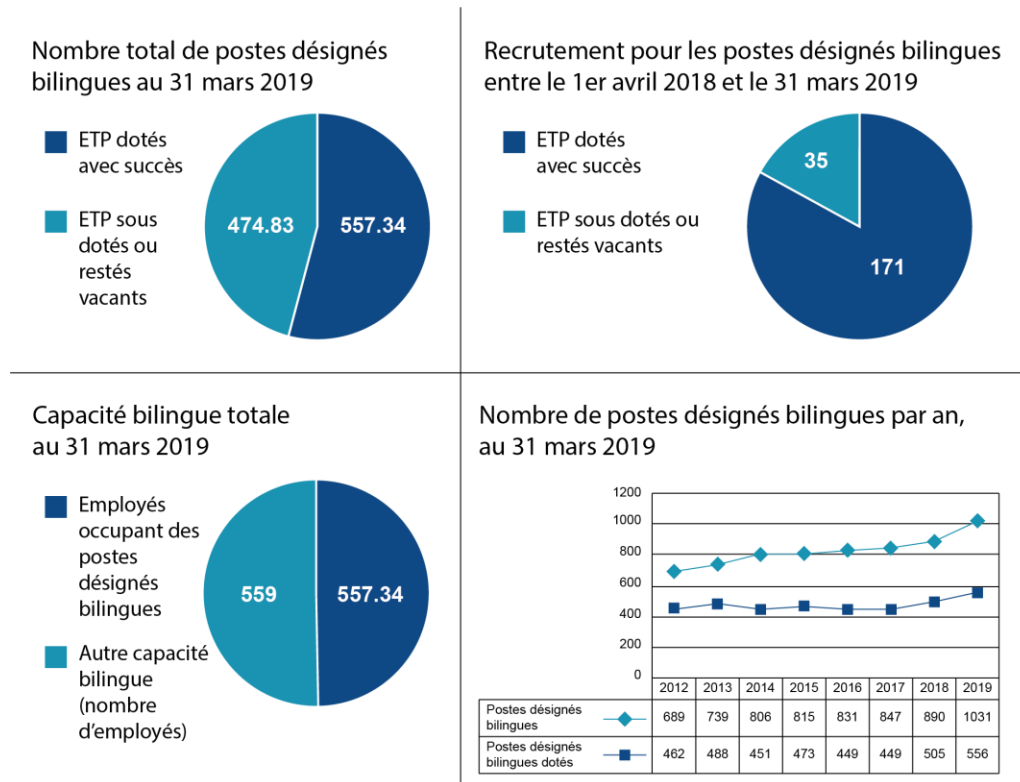 Nombre total de postes désignés
bilingues au 31 mars 2019
ETP dotés
avec succès
ETP sous
dotés ou
restés
vacants
474.83
557.34
Recrutement pour les postes désignés bilingues
entre le 1er avril 2018 et le 31 mars 2019
ETP dotés
avec succès
ETP sous dotés ou
restés vacants
35
171
Capacité bilingue totale
au 31 mars 2019
Employés
occupant des
postes
désignés
bilingues
Autre capacité
bilingue
(nombre
d'employés)
559
557.34
Nombre de postes désignés bilingues par an,
au 31 mars 2019
1200
1000
800
600
400
200
0
2012 2013 2014 2015 2016 2017 2018 2019
Postes désignés
bilingues
689 739 806 815 831 847 890 1031
Postes désignés
bilingues dotés
462 488 451 473 449 449 505 556